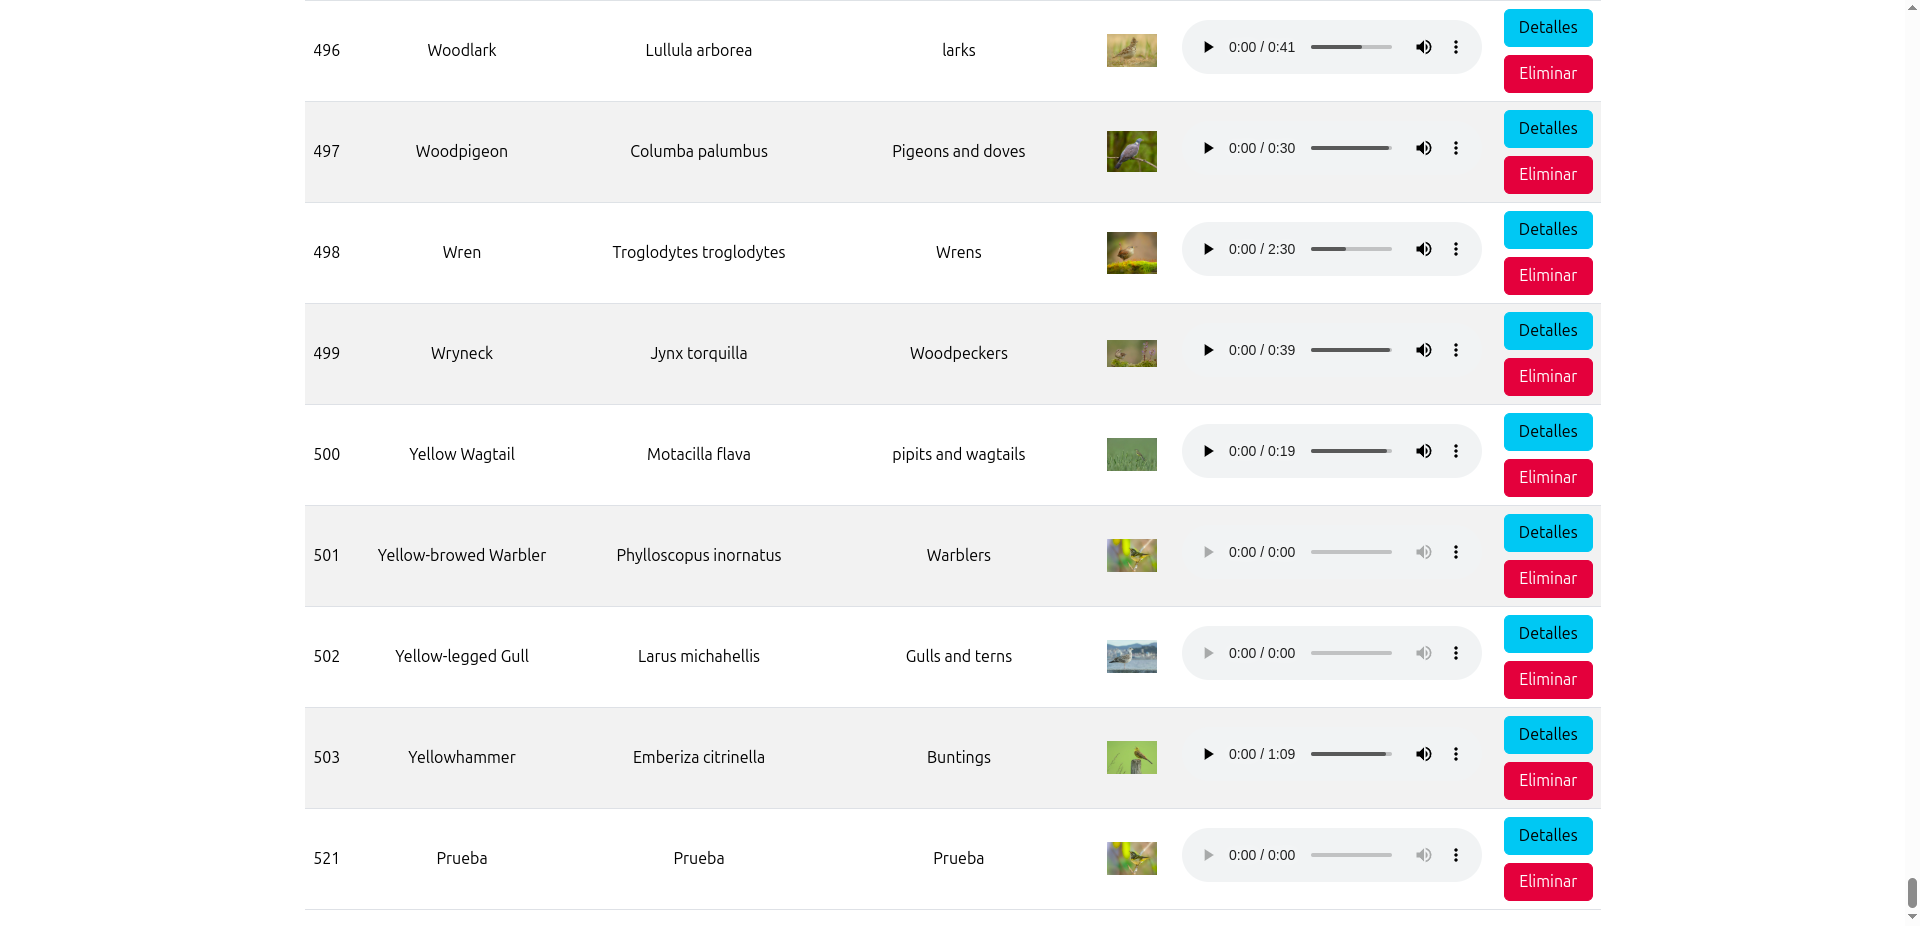 496 Woodlark Lullula arborea larks 0:00 / 0:41 Detalles
Eliminar
497 Woodpigeon Columba palumbus Pigeons and doves 0:00 / 0:30 Detalles
Eliminar
498 Wren Troglodytes troglodytes Wrens 0:00 / 2:30 Detalles
Eliminar
499 Wryneck Jynx torquilla Woodpeckers 0:00 / 0:39 Detalles
Eliminar
500 Yellow Wagtail Motacilla flava pipits and wagtails 0:00 / 0:19 Detalles
Eliminar
501 Yellow-browed Warbler Phylloscopus inornatus Warblers 0:00 / 0:00 Detalles
Eliminar
502 Yellow-legged Gull Larus michahellis Gulls and terns 0:00 / 0:00 Detalles
Eliminar
503 Yellowhammer Emberiza citrinella Buntings 0:00 / 1:09 Detalles
Eliminar
521 Prueba Prueba Prueba 0:00 / 0:00 Detalles
Eliminar